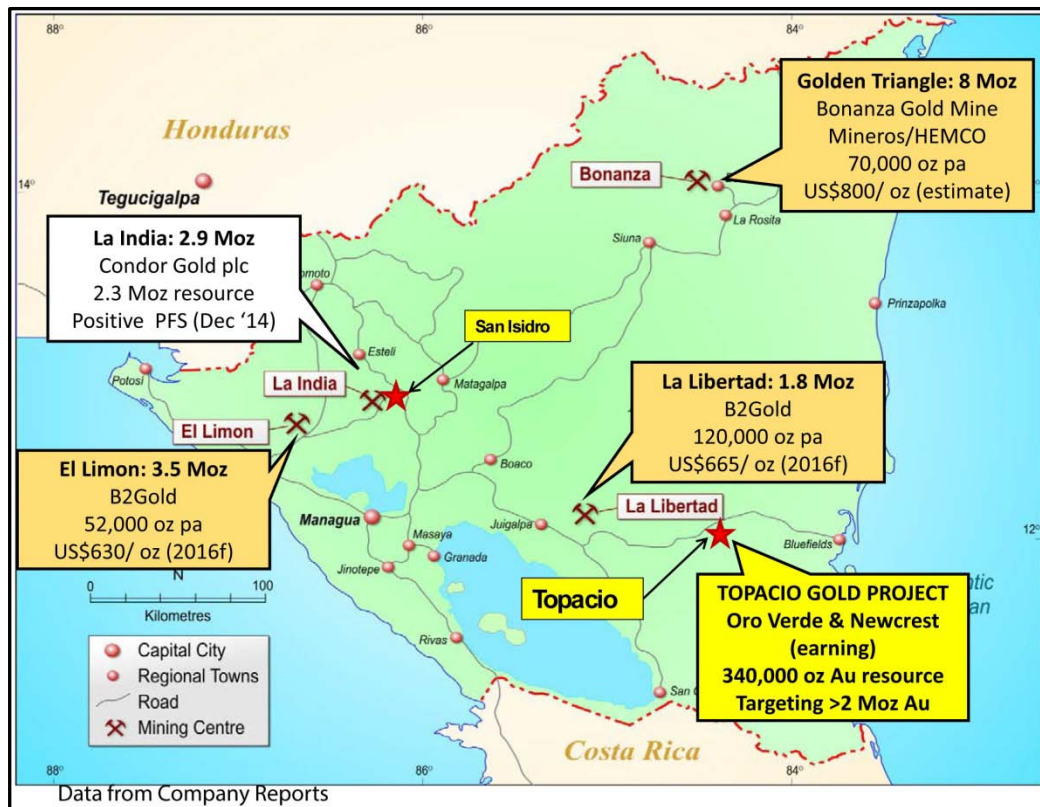 88°
86°
84°
Honduras
Golden Triangle: 8 Moz
Bonanza Gold Mine
Mineros/HEMCO
70,000 oz pa
US$800/ oz (estimate)
14°
Tegucigalpa
Bonanza
La Rosita
Siuna
La India: 2.9 Moz
Condor Gold plc
2.3 Moz resource
Positive PFS (Dec ‘14)
San Isidro
Prinzapolka
Esteli
Potosi
La India
Matagalpa
El Limon
La Libertad: 1.8 Moz
B2Gold
120,000 oz pa
US$665/ oz (2016f)
El Limon: 3.5 Moz
B2Gold
52,000 oz pa
US$630/ oz (2016f)
Boaco
La Libertad
Managua
Juigalpa
12°
Masaya
Granada
Jinotepe
Bluefields
N
0
100
Kilometres
Topacio
TOPACIO GOLD PROJECT
Oro Verde & Newcrest
(earning)
340,000 oz Au resource
Targeting >2 Moz Au
Rivas
San
Capital City
Regional Towns
Road
Mining Centre
Costa Rica
88°
86°
84°
Data from Company Reports